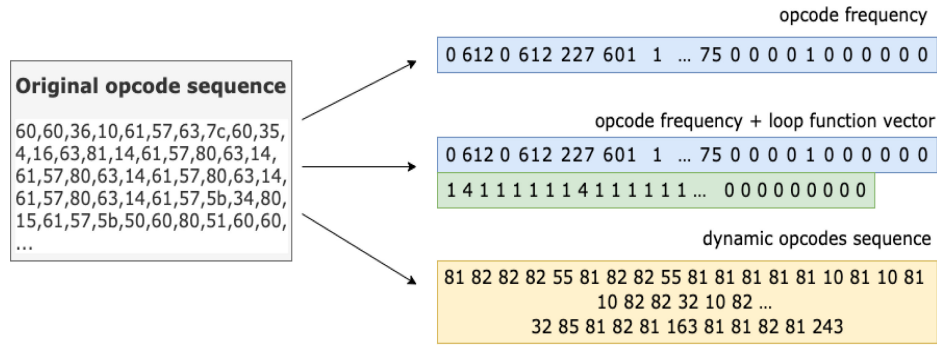 opcode frequency
0 612 0 612 227 601 1 ... 75 0 0 0 0 1 0 0 0 0 0 0
Original opcode sequence
60,60,36,10,61,57,63,7c,60,35,
4,16,63,81,14,61,57,80,63,14,
61,57,80,63,14,61,57,80,63,14,
61,57,80,63,14,61,57,5b,34,80,
15,61,57,5b,50,60,80,51,60,60,
...
opcode frequency + loop function vector
0 612 0 612 227 601 1 ... 75 0 0 0 0 1 0 0 0 0 0 0
1 4 1 1 1 1 1 1 4 1 1 1 1 1 1 ... 0 0 0 0 0 0 0 0 0
dynamic opcodes sequence
81 82 82 82 55 81 82 82 55 81 81 81 81 81 10 81 10 81
10 82 82 32 10 82 ...
32 85 81 82 81 163 81 81 82 81 243